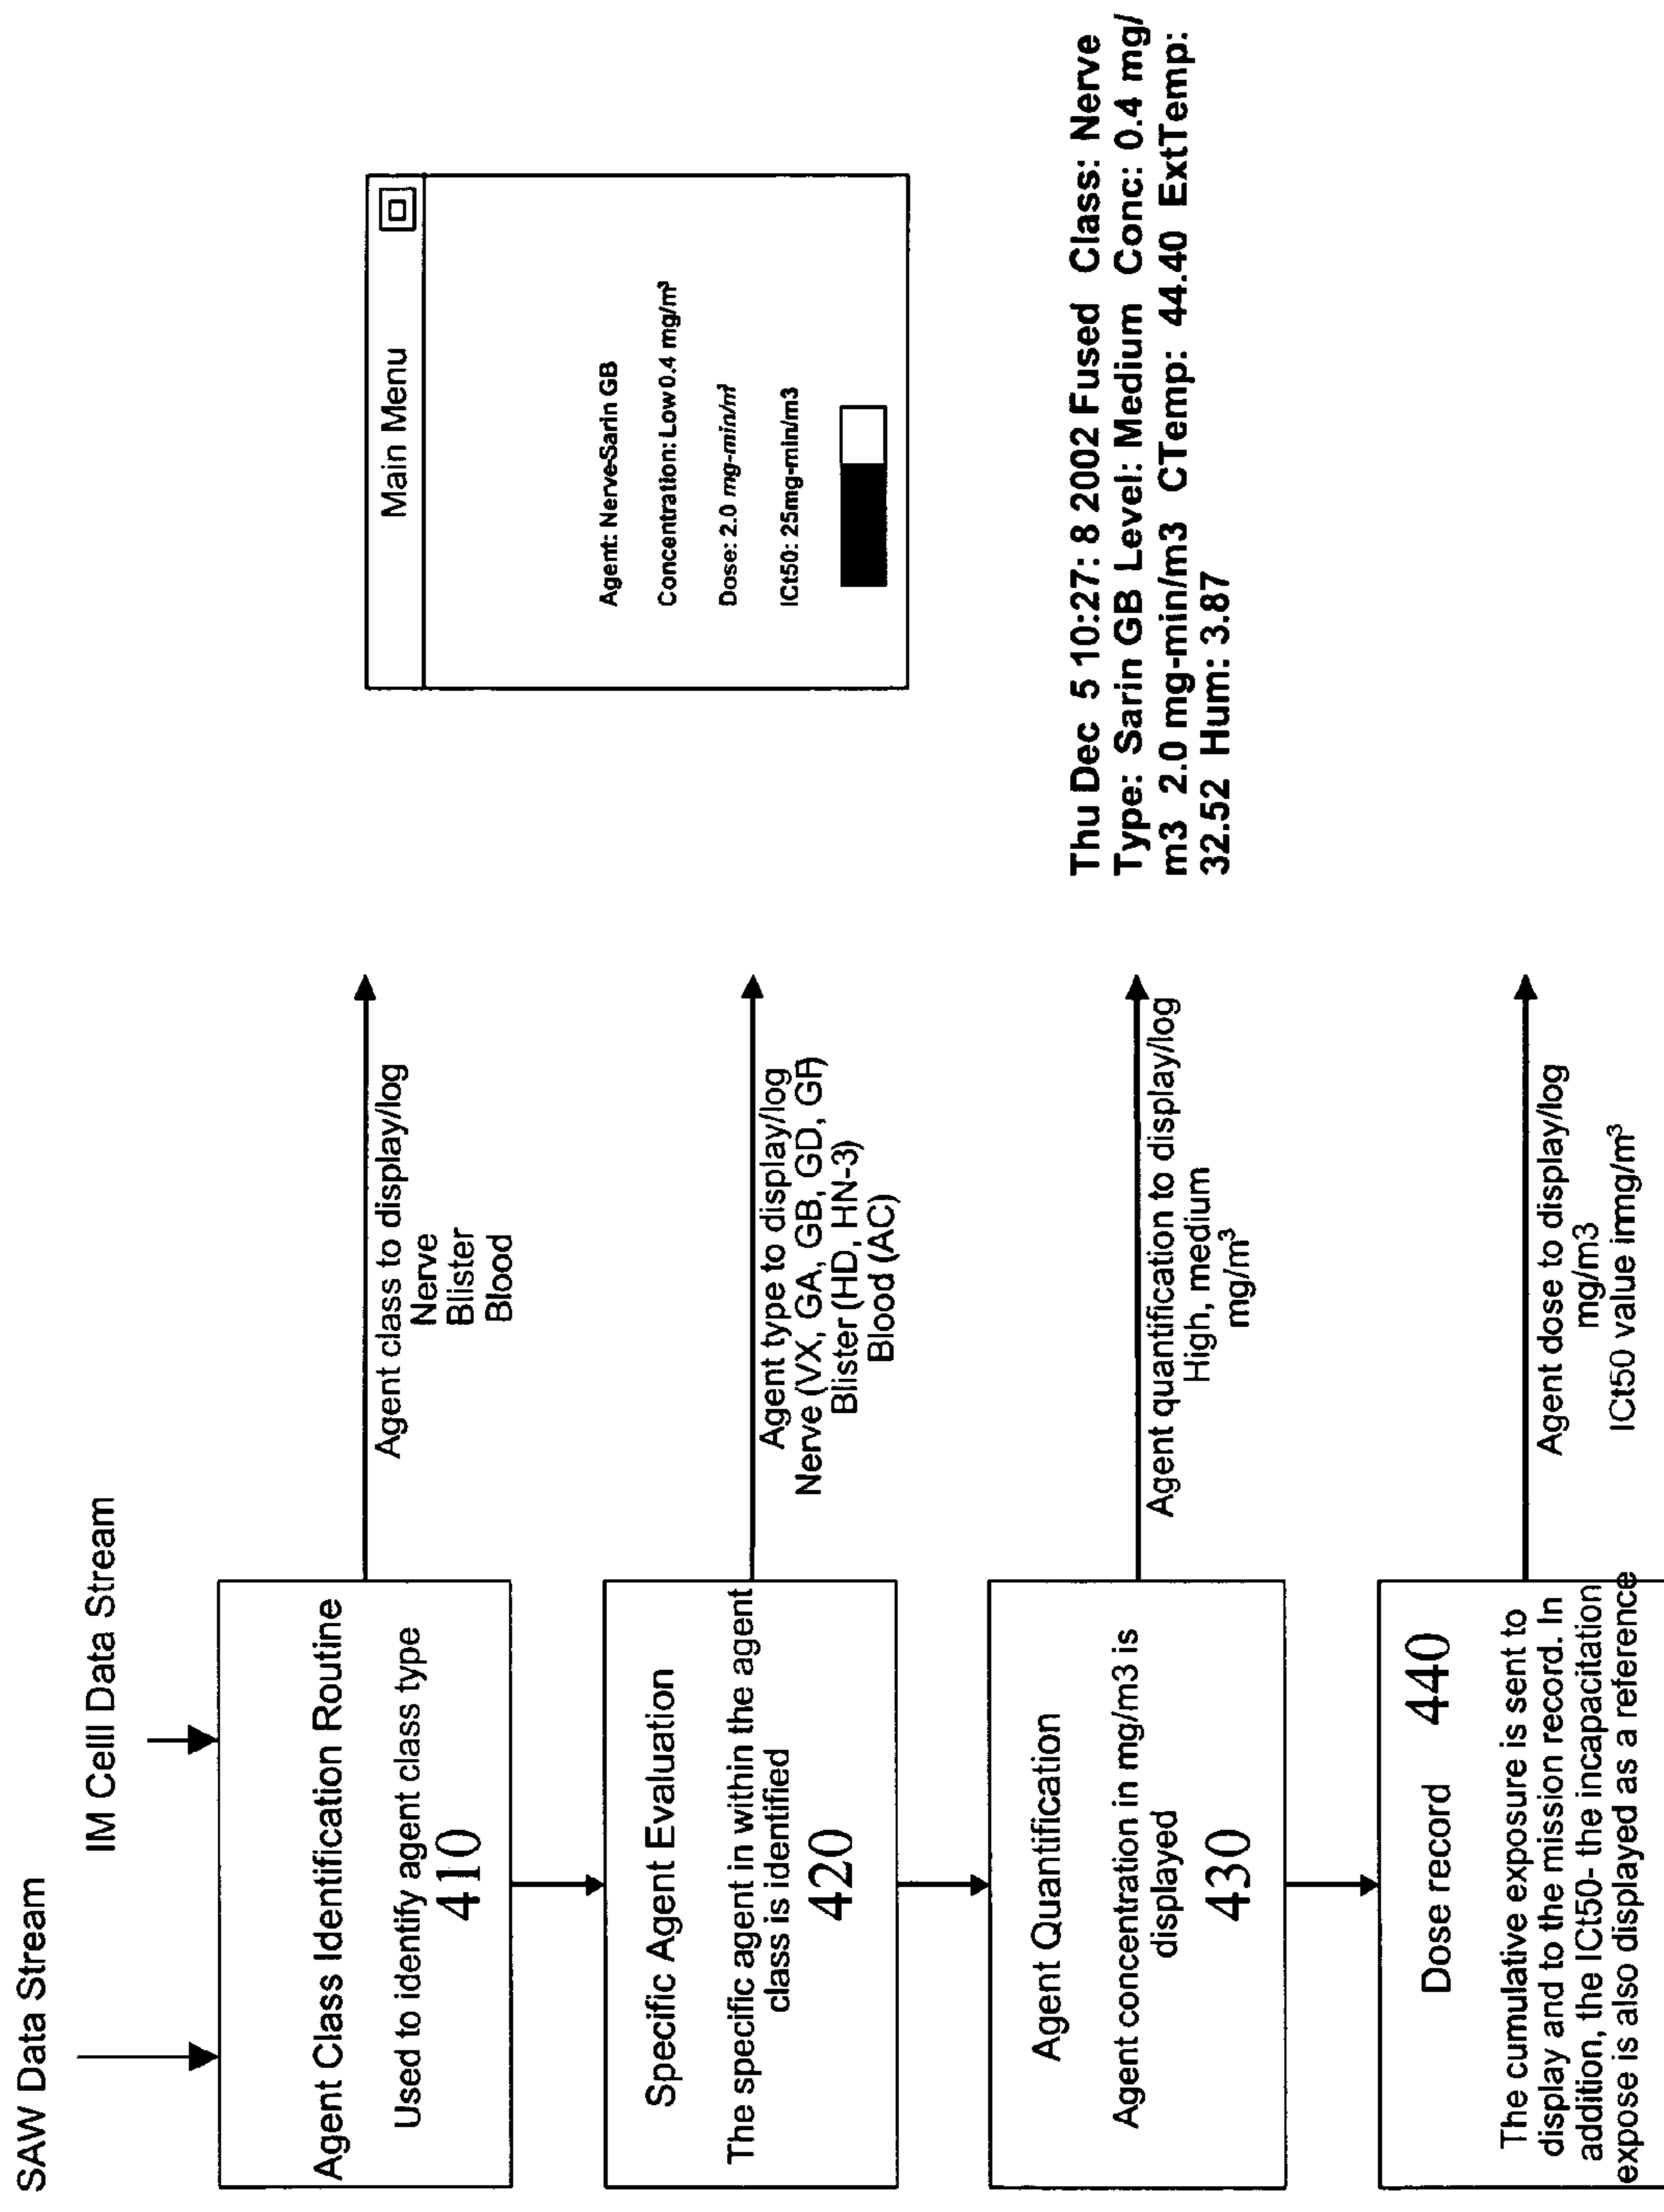 SAW Data Stream
IM Cell Data Stream
Agent Class Identification Routine
Used to identify agent class type
410
Agent class to display/log
Nerve
Blister
Blood
Specific Agent Evaluation
The specific agent in within the agent
class is identified
420
Agent type to display/log
Nerve (VX, GA, GB, GD, GF)
Blister (HD, HN-3)
Blood (AC)
Agent Quantification
Agent concentration in mg/m3 is
displayed
430
Agent quantification to display/log
High, medium
mg/m³
Dose record 440
The cumulative exposure is sent to
display and to the mission record. In
addition, the ICt50- the incapacitation
expose is also displayed as a reference
Agent dose to display/log
mg/m3
ICt50 value inmg/m³
Main Menu
Agent: Nerve-Sarin GB
Concentration: Low 0.4 mg/m³
Dose: 2.0 mg-min/m³
ICt50: 25mg-min/m3
Thu Dec 5 10:27: 8 2002 Fused Class: Nerve
Type: Sarin GB Level: Medium Conc: 0.4 mg/
m3 2.0 mg-min/m3 CTemp: 44.40 ExtTemp:
32.52 Hum: 3.87